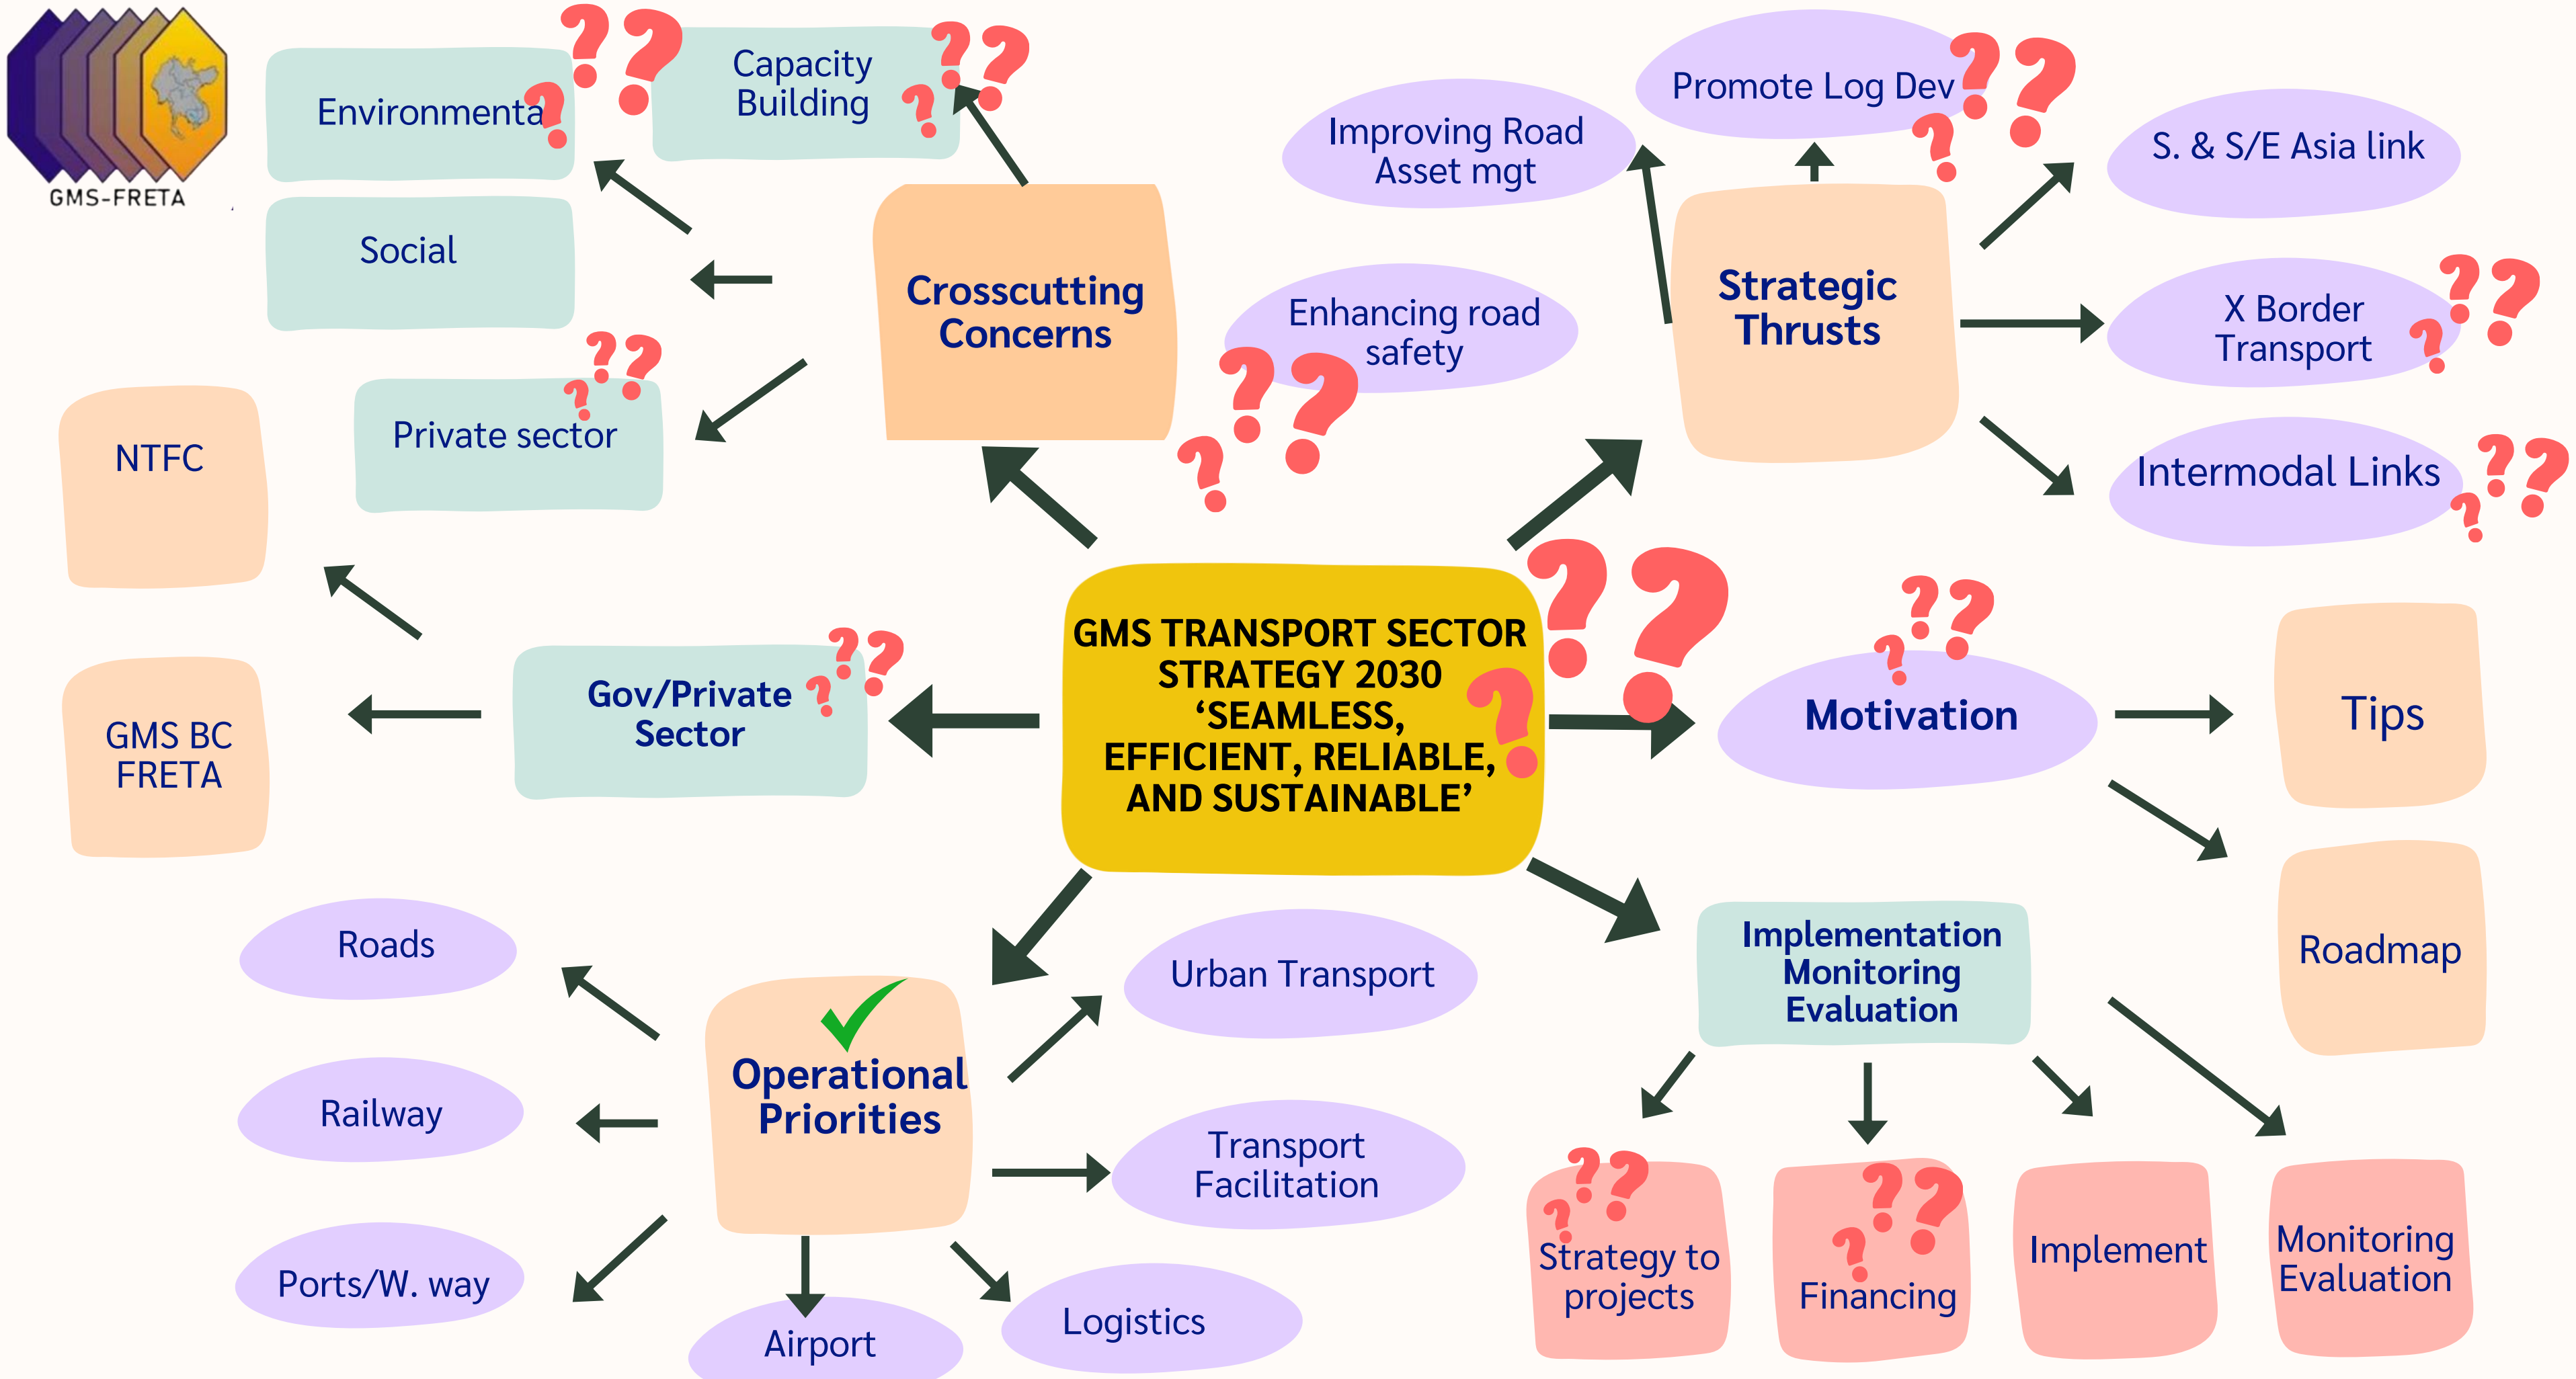 GMS-FRETA
Environmenta
Capacity
Building
Social
Private sector
Crosscutting
Concerns
Improving Road
Asset mgt
Promote Log Dev
S. & S/E Asia link
Enhancing road
safety
Strategic
Thrusts
X Border
Transport
Intermodal Links
NTFC
GMS BC
FRETA
Gov/Private
Sector
GMS TRANSPORT SECTOR
STRATEGY 2030
‘SEAMLESS,
EFFICIENT, RELIABLE,
AND SUSTAINABLE’
Motivation
Tips
Roadmap
Roads
Railway
Ports/W. way
Operational
Priorities
Airport
Logistics
Urban Transport
Transport
Facilitation
Implementation
Monitoring
Evaluation
Strategy to
projects
Financing
Implement
Monitoring
Evaluation
???
???
???
???
???
???
???
???
???
???
???
???
???